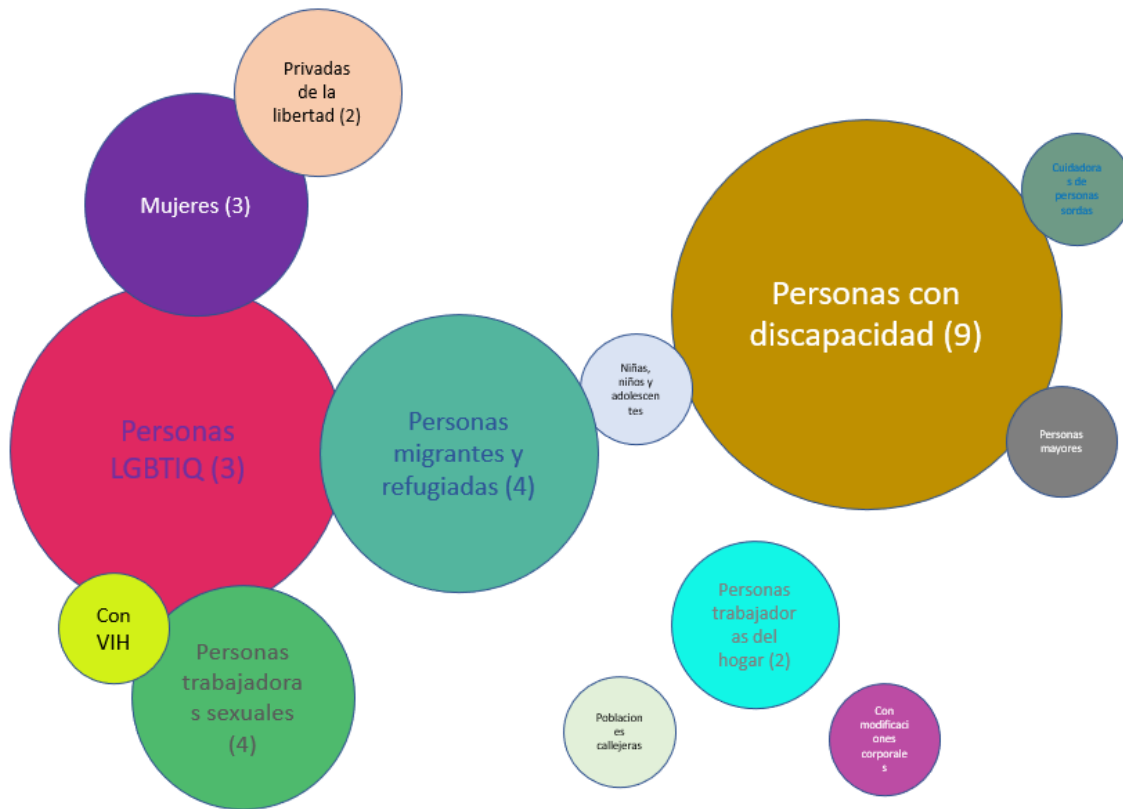 Privadas
de la
libertad (2)
Mujeres (3)
Cuidadora
s de
personas
sordas
Personas con
discapacidad (9)
Niñas,
niños y
adolescen
tes
Personas
LGBTIQ (3)
Personas
migrantes y
refugiadas (4)
Personas
mayores
Con
VIH
Personas
trabajadora
s sexuales
(4)
Personas
trabajador
as del
hogar (2)
Poblacion
es
callejeras
Con
modificaci
ones
corporale
s